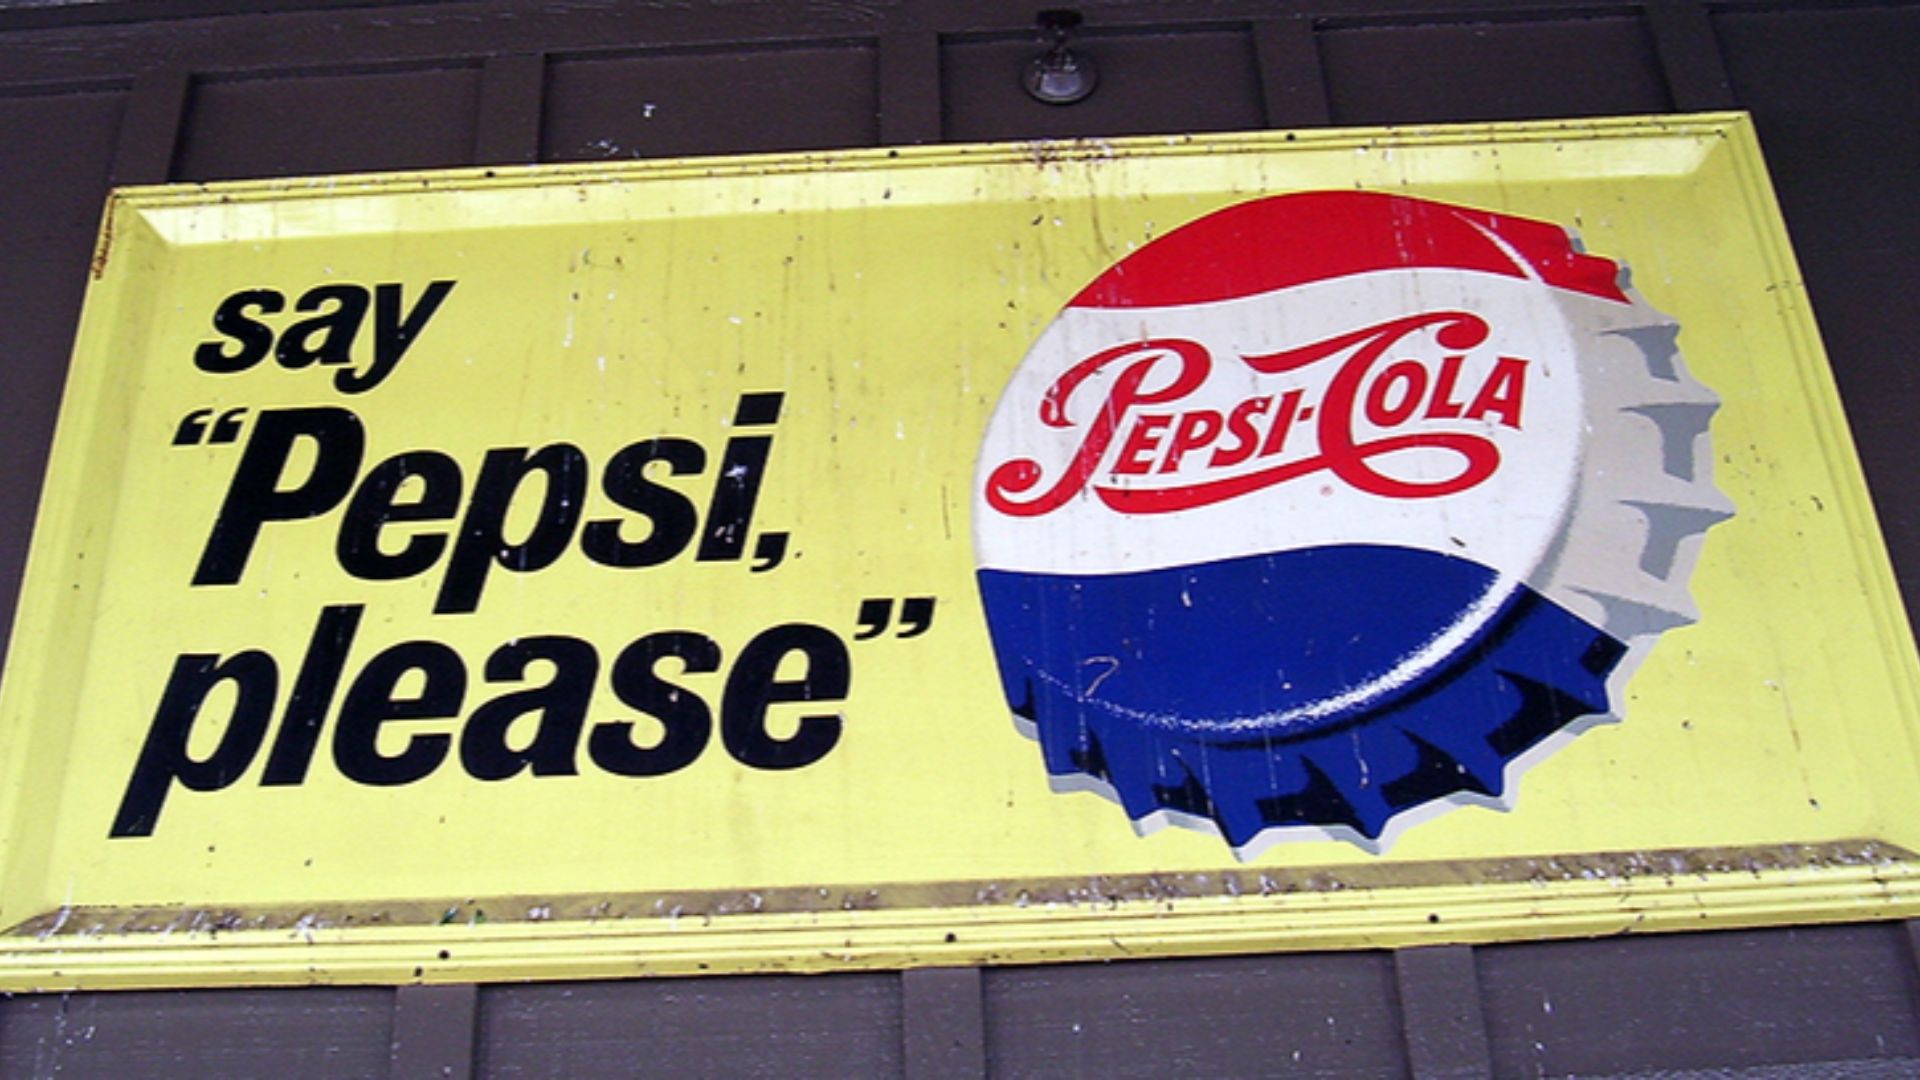 say
“Pepsi,
please”
PEPSI-COLA
®